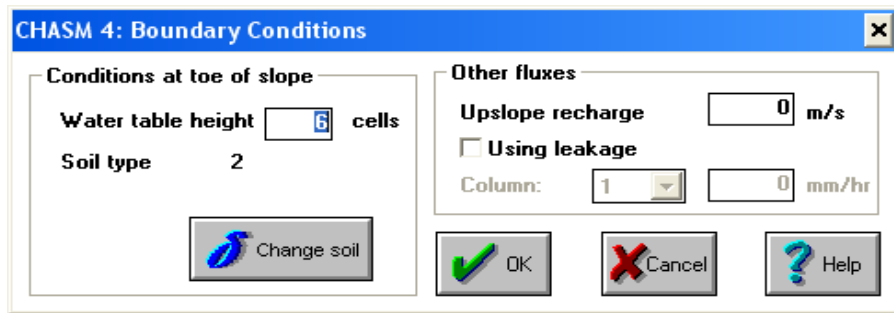 CHASM 4: Boundary Conditions
Conditions at toe of slope
Water table height 6 cells
Soil type 2
Change soil
Other fluxes
Upslope recharge 0 m/s
Using leakage
Column: 1 0 mm/hr
OK Cancel Help